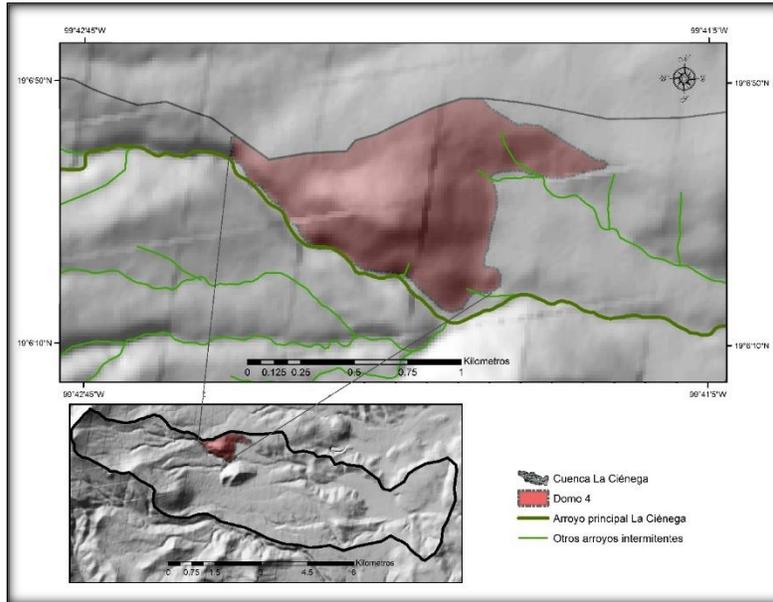 99°42'45"W 99°41'5"W
19°6'50"N 19°6'50"N
19°6'10"N 19°6'10"N
Kilometros
0 0.125 0.25 0.5 0.75 1
99°42'45"W 99°41'5"W
Cuenca La Ciénega
Domo 4
Arroyo principal La Ciénega
Otros arroyos intermitentes
Kilometros
0 0.75 1.5 3 4.5 6